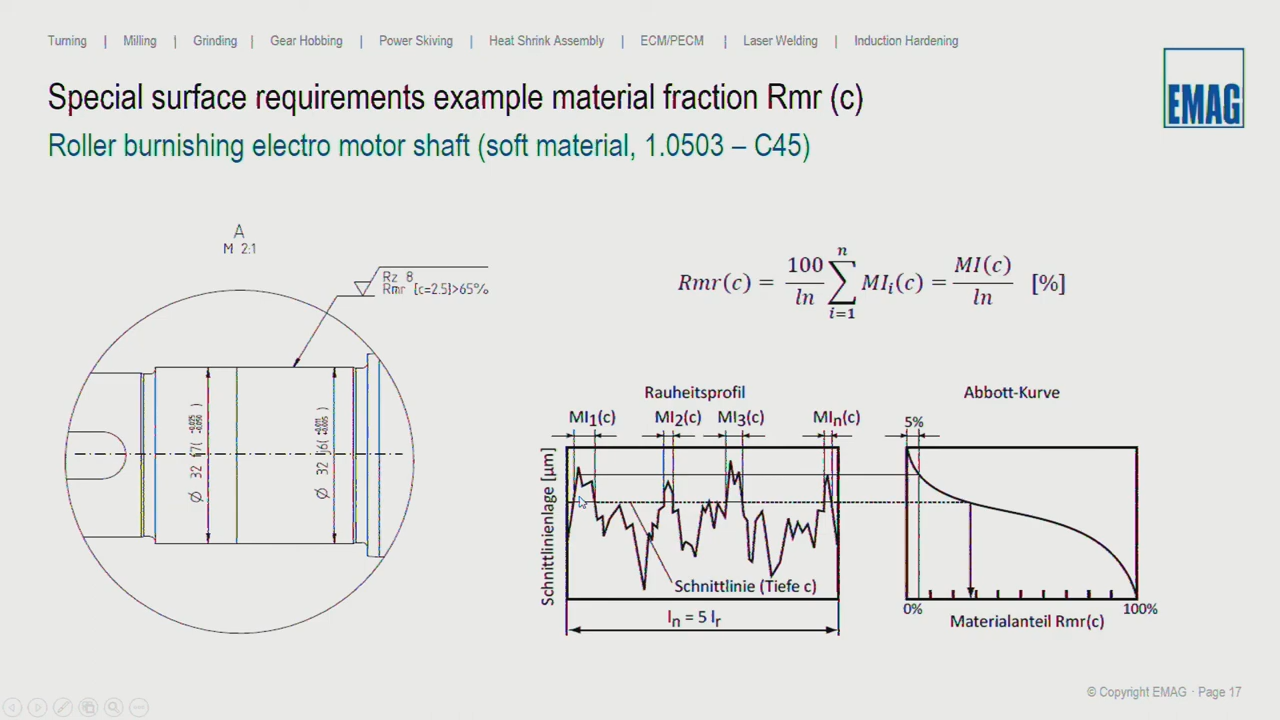 Turning | Milling | Grinding | Gear Hobbing | Power Skiving | Heat Shrink Assembly | ECM/PECM | Laser Welding | Induction Hardening
EMAG
Special surface requirements example material fraction Rmr (c)
Roller burnishing electro motor shaft (soft material, 1.0503 – C45)
A
M 2:1
Rz 8
Rmr [c=2.5]>65%
Ø 32
Ø 32 j6
Rmr(c) = 100/ln n∑i=1 MIi(c) = MI(c)/ln [%]
Rauheitsprofil
MI1(c) MI2(c) MI3(c) MIn(c)
Schnittlinienlage [µm]
Schnittlinie (Tiefe c)
ln = 5 lr
Abbott-Kurve
5%
0% 100%
Materialanteil Rmr(c)
© Copyright EMAG · Page 17